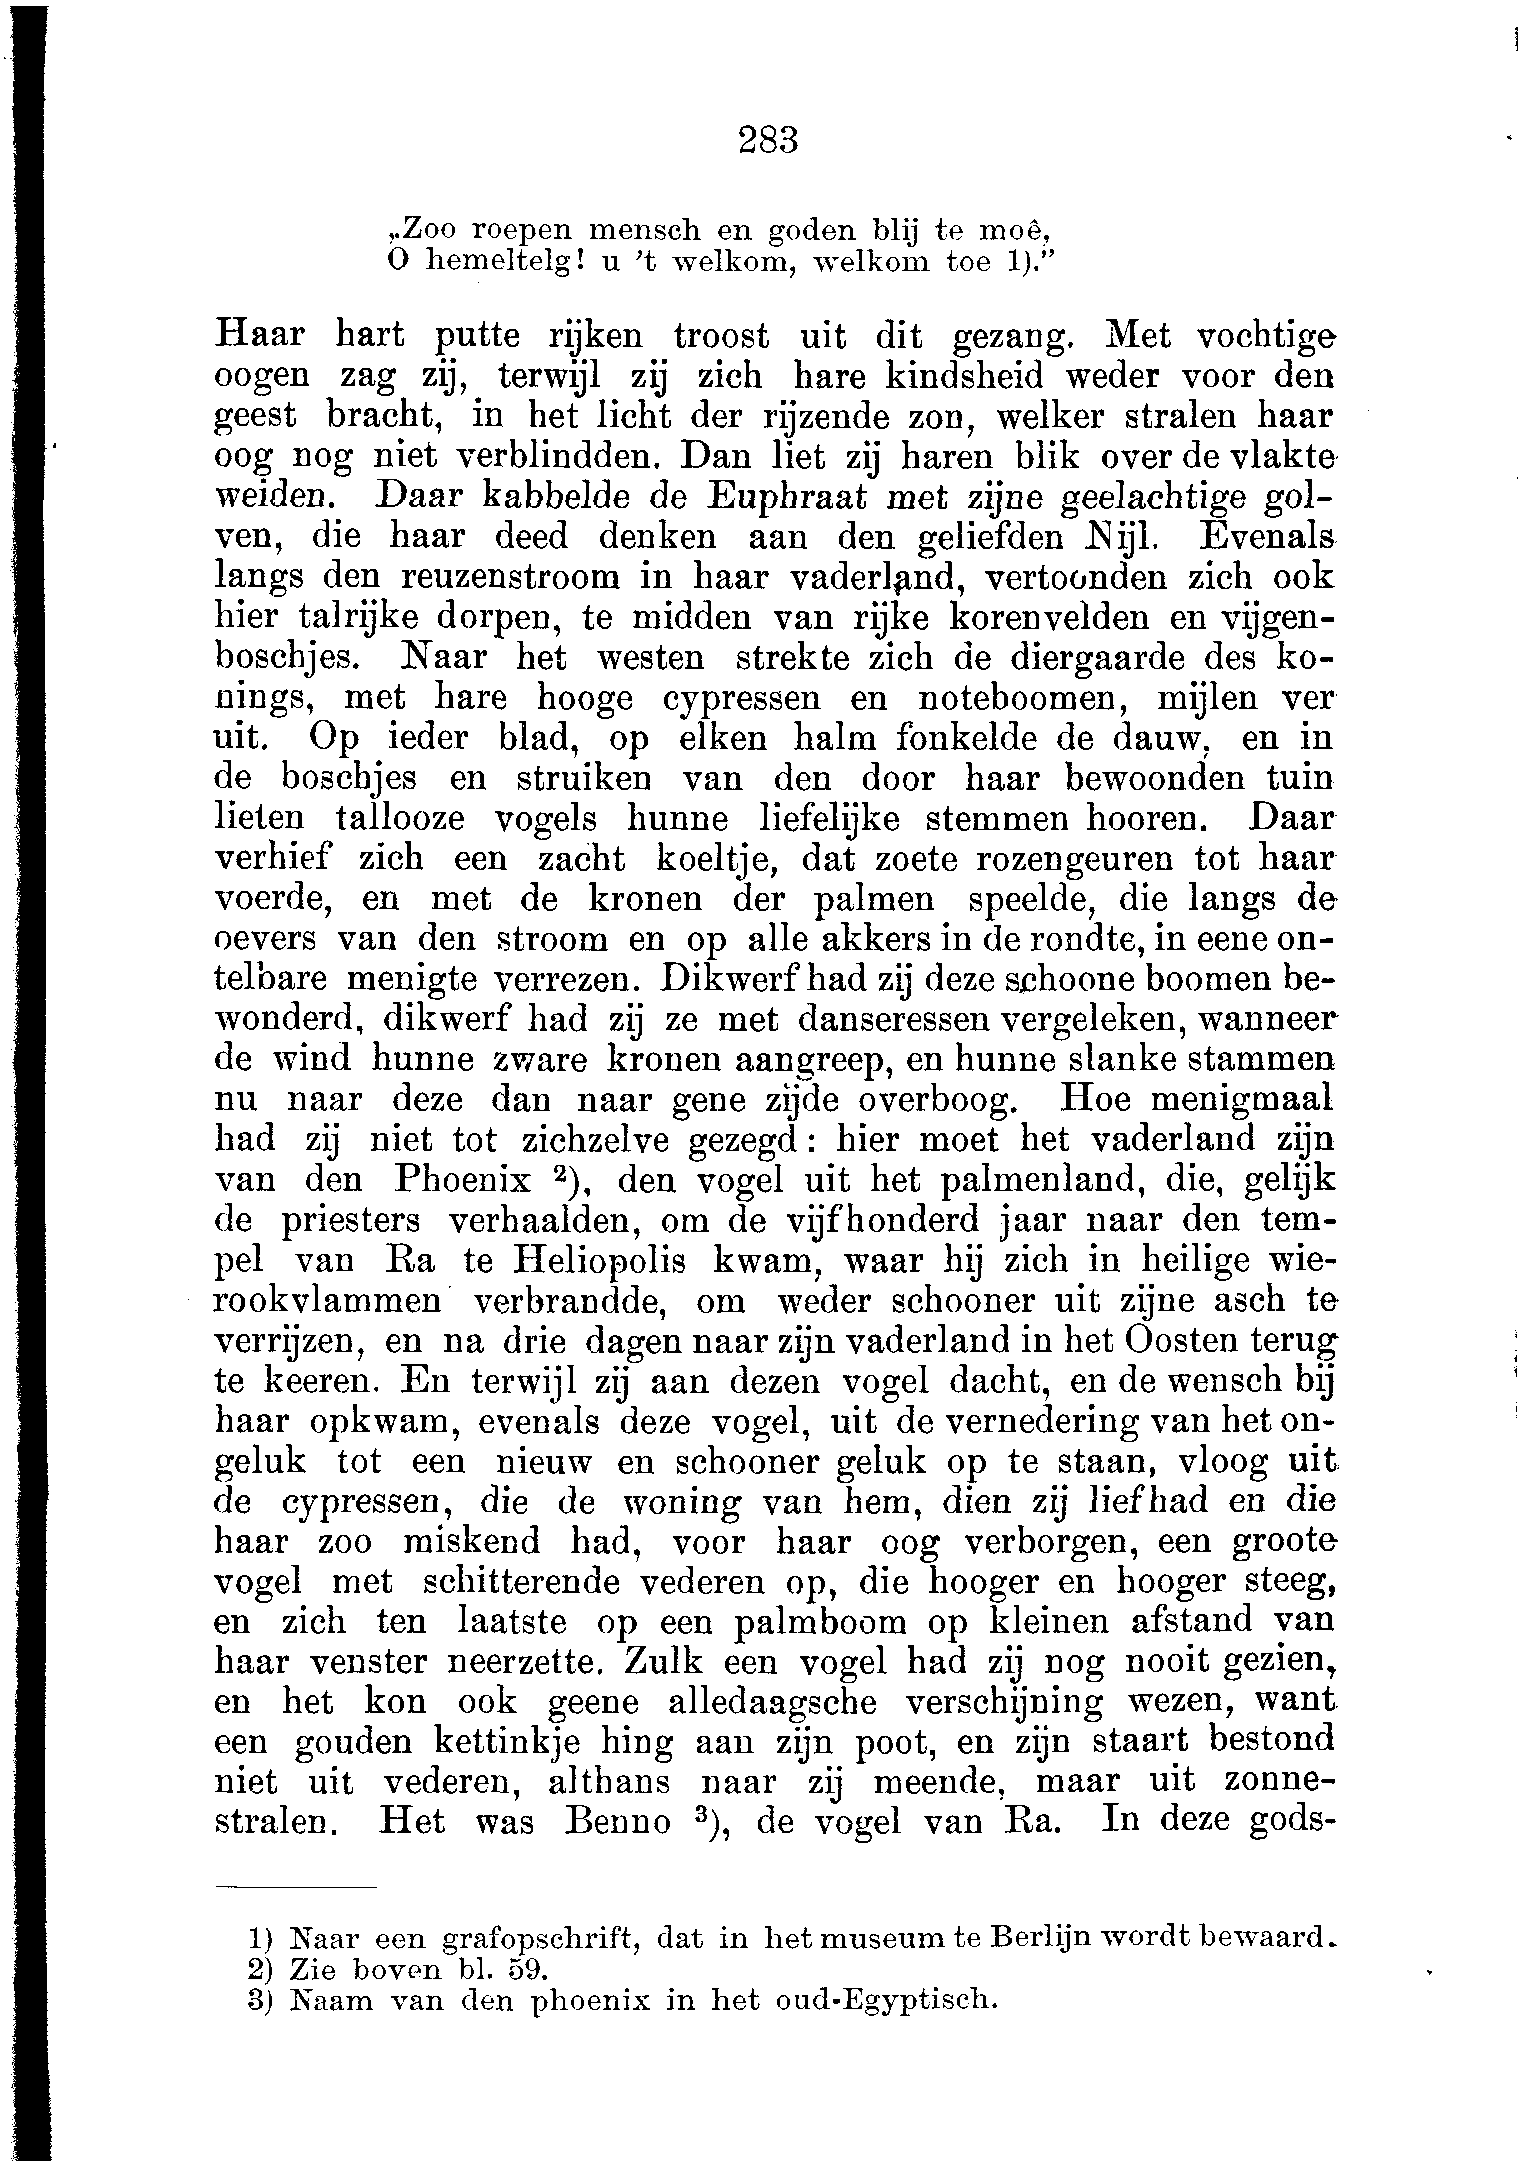 283
„Zoo roepen mensch en goden blij te moê,
O hemeltelg! u 't welkom, welkom toe 1)."
Haar hart putte rijken troost uit dit gezang. Met vochtige
oogen zag zij, terwijl zij zich hare kindsheid weder voor den
geest bracht, in het licht der rijzende zon, welker stralen haar
oog nog niet verblindden. Dan liet zij haren blik over de vlakte
weiden. Daar kabbelde de Euphraat met zijne geelachtige gol-
ven, die haar deed denken aan den geliefden Nijl. Evenals
langs den reuzenstroom in haar vaderland, vertoonden zich ook
hier talrijke dorpen, te midden van rijke korenvelden en vijgen-
boschjes. Naar het westen strekte zich de diergaarde des ko-
nings, met hare hooge cypressen en noteboomen, mijlen ver
uit. Op ieder blad, op elken halm fonkelde de dauw, en in
de boschjes en struiken van den door haar bewoonden tuin
lieten tallooze vogels hunne liefelijke stemmen hooren. Daar
verhief zich een zacht koeltje, dat zoete rozengeuren tot haar
voerde, en met de kronen der palmen speelde, die langs de
oevers van den stroom en op alle akkers in de rondte, in eene on-
telbare menigte verrezen. Dikwerf had zij deze schoone boomen be-
wonderd, dikwerf had zij ze met danseressen vergeleken, wanneer
de wind hunne zware kronen aangreep, en hunne slanke stammen
nu naar deze dan naar gene zijde overboog. Hoe menigmaal
had zij niet tot zichzelve gezegd: hier moet het vaderland zijn
van den Phoenix ²), den vogel uit het palmenland, die, gelijk
de priesters verhaalden, om de vijfhonderd jaar naar den tem-
pel van Ra te Heliopolis kwam, waar hij zich in heilige wie-
rookvlammen verbrandde, om weder schooner uit zijne asch te
verrijzen, en na drie dagen naar zijn vaderland in het Oosten terug
te keeren. En terwijl zij aan dezen vogel dacht, en de wensch bij
haar opkwam, evenals deze vogel, uit de vernedering van het on-
geluk tot een nieuw en schooner geluk op te staan, vloog uit
de cypressen, die de woning van hem, dien zij liefhad en die
haar zoo miskend had, voor haar oog verborgen, een groote
vogel met schitterende vederen op, die hooger en hooger steeg,
en zich ten laatste op een palmboom op kleinen afstand van
haar venster neerzette. Zulk een vogel had zij nog nooit gezien,
en het kon ook geene alledaagsche verschijning wezen, want
een gouden kettinkje hing aan zijn poot, en zijn staart bestond
niet uit vederen, althans naar zij meende, maar uit zonne-
stralen. Het was Benno ³), de vogel van Ra. In deze gods-
1) Naar een grafopschrift, dat in het museum te Berlijn wordt bewaard.
2) Zie boven bl. 59.
3) Naam van den phoenix in het oud-Egyptisch.